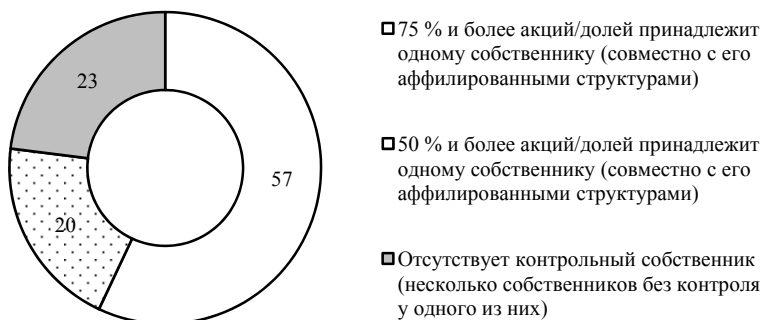 23
57
20
75 % и более акций/долей принадлежит
одному собственнику (совместно с его
аффилированными структурами)
50 % и более акций/долей принадлежит
одному собственнику (совместно с его
аффилированными структурами)
Отсутствует контрольный собственник
(несколько собственников без контроля
у одного из них)